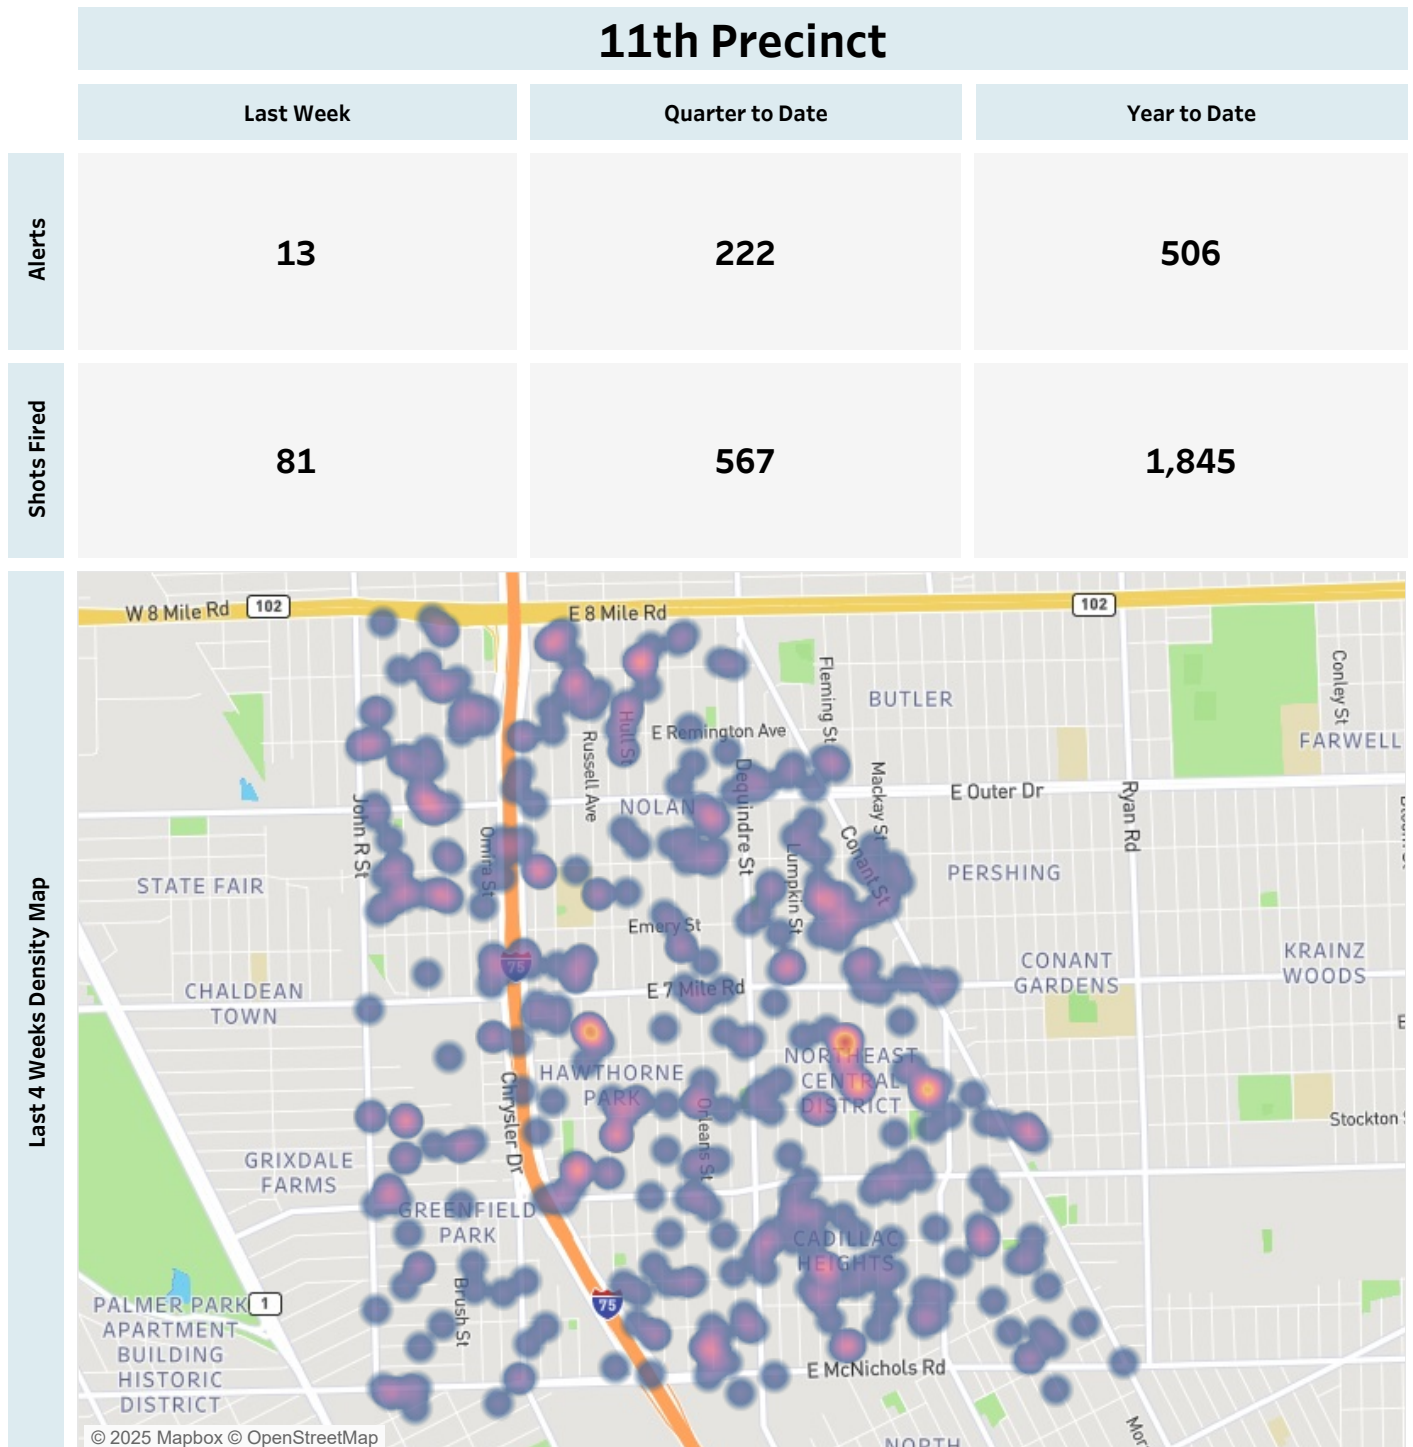 11th Precinct
Last Week
Quarter to Date
Year to Date
Alerts
13
222
506
Shots Fired
81
567
1,845
Last 4 Weeks Density Map
W 8 Mile Rd
102
E 8 Mile Rd
102
Fleming St
Conley St
BUTLER
Hull St
E Remington Ave
FARWELL
Russell Ave
Dequindre St
Mackay St
E Outer Dr
Ryan Rd
John R St
NOLAN
Omira St
Lumpkin St
Conant St
STATE FAIR
PERSHING
Emery St
75
CONANT
GARDENS
KRAINZ
WOODS
CHALDEAN
TOWN
E 7 Mile Rd
HAWTHORNE
PARK
NORTHEAST
CENTRAL
DISTRICT
Chrysler Dr
Orleans St
Stockton
GRIXDALE
FARMS
GREENFIELD
PARK
CADILLAC
HEIGHTS
Brush St
75
PALMER PARK
APARTMENT
BUILDING
HISTORIC
DISTRICT
1
E McNichols Rd
Mor
NORTH
© 2025 Mapbox © OpenStreetMap